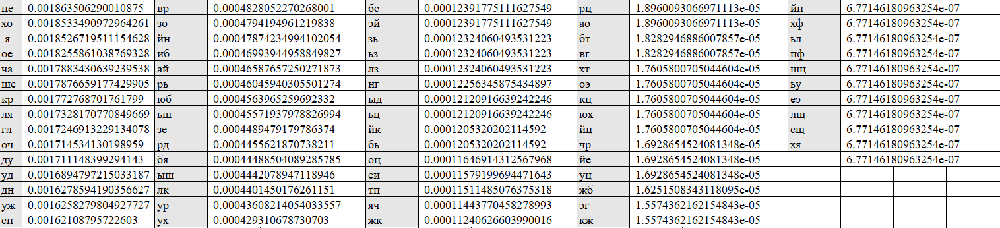 пе 0.001863506290010875 вр 0.0004828052270268001 бс 0.00012391775111627549 рц 1.8960093066971113e-05 йп 6.77146180963254e-07
хо 0.0018533490972964261 зо 0.0004794194961219838 эй 0.00012391775111627549 ао 1.8960093066971113e-05 хф 6.77146180963254e-07
я 0.0018526719511154628 йн 0.00047874234994102054 зь 0.00012324060493531223 бт 1.8282946886007857e-05 ьл 6.77146180963254e-07
ое 0.0018255861038769328 иб 0.00046993944958849827 ьз 0.00012324060493531223 вг 1.8282946886007857e-05 пф 6.77146180963254e-07
ча 0.0017883430639239538 ай 0.00046587657250271873 лз 0.00012324060493531223 хт 1.7605800705044604e-05 шц 6.77146180963254e-07
ше 0.0017876659177429905 рь 0.00046045940305501274 нг 0.00012256345875434897 оэ 1.7605800705044604e-05 ьу 6.77146180963254e-07
кр 0.001772768701761799 юб 0.0004563965259692332 ыд 0.00012120916639242246 кц 1.7605800705044604e-05 еэ 6.77146180963254e-07
ля 0.0017328170770849669 ьш 0.00045571937978826994 ьц 0.00012120916639242246 юх 1.7605800705044604e-05 лщ 6.77146180963254e-07
гл 0.0017246913229134078 зе 0.0004489479179786374 йк 0.0001205320202114592 йц 1.7605800705044604e-05 сщ 6.77146180963254e-07
оч 0.001714534130198959 рд 0.0004455621870738211 бь 0.0001205320202114592 чр 1.6928654524081348e-05 хя 6.77146180963254e-07
ду 0.001711148399294143 бя 0.00044488504089285785 оц 0.00011646914312567968 йе 1.6928654524081348e-05 6.77146180963254e-07
уд 0.0016894797215033187 ыш 0.0004442078947118946 еи 0.00011579199694471643 уц 1.6928654524081348e-05
дн 0.0016278594190356627 лк 0.0004401450176261151 тп 0.00011511485076375318 жб 1.6251508343118095e-05
уж 0.0016258279804927727 ур 0.00043608214054033557 яч 0.00011443770458278993 эг 1.5574362162154843e-05
сп 0.00162108795722603 ух 0.000429310678730703 жк 0.00011240626603990016 кж 1.5574362162154843e-05